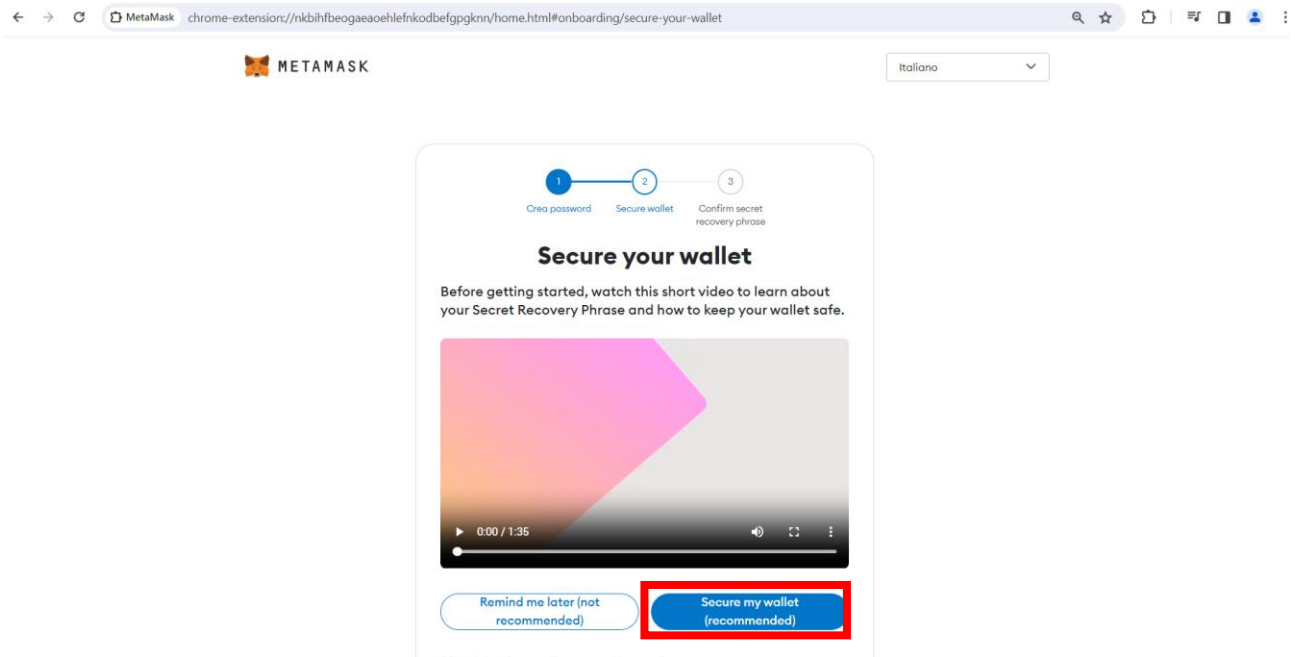 MetaMask chrome-extension://nkbihfbeogaeaoehlefnkodbefgpgknn/home.html#onboarding/secure-your-wallet
METAMASK
Italiano
1 2 3
Crea password Secure wallet Confirm secret
recovery phrase
Secure your wallet
Before getting started, watch this short video to learn about
your Secret Recovery Phrase and how to keep your wallet safe.
0:00 / 1:35
Remind me later (not
recommended)
Secure my wallet
(recommended)